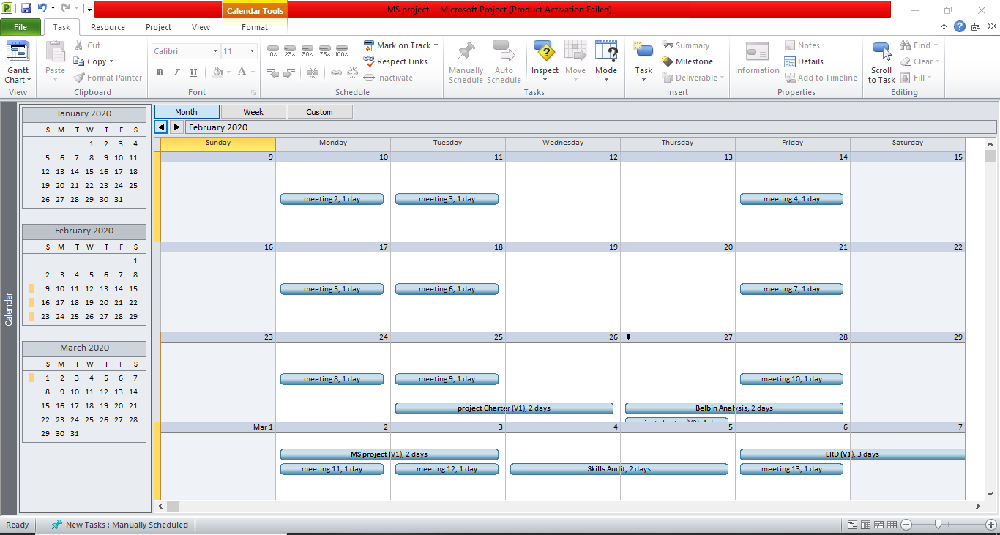 MS project - Microsoft Project (Product Activation Failed)
Calendar Tools
File Task Resource Project View Format
Gantt Chart
View
Paste
Cut
Copy
Format Painter
Clipboard
Calibri 11
B I U A
Font
0% 25% 50% 75% 100%
Mark on Track
Respect Links
Inactivate
Schedule
Manually Schedule
Auto Schedule
Inspect
Move
Mode
Tasks
Task
Summary
Milestone
Deliverable
Insert
Information
Notes
Details
Add to Timeline
Properties
Scroll to Task
Find
Clear
Fill
Editing
Calendar
January 2020
S M T W T F S
1 2 3 4
5 6 7 8 9 10 11
12 13 14 15 16 17 18
19 20 21 22 23 24 25
26 27 28 29 30 31
February 2020
S M T W T F S
1
2 3 4 5 6 7 8
9 10 11 12 13 14 15
16 17 18 19 20 21 22
23 24 25 26 27 28 29
March 2020
S M T W T F S
1 2 3 4 5 6 7
8 9 10 11 12 13 14
15 16 17 18 19 20 21
22 23 24 25 26 27 28
29 30 31
Month Week Custom
February 2020
Sunday Monday Tuesday Wednesday Thursday Friday Saturday
9 10 11 12 13 14 15
meeting 2, 1 day meeting 3, 1 day meeting 4, 1 day
16 17 18 19 20 21 22
meeting 5, 1 day meeting 6, 1 day meeting 7, 1 day
23 24 25 26 27 28 29
meeting 8, 1 day meeting 9, 1 day meeting 10, 1 day
project Charter (V1), 2 days Belbin Analysis, 2 days
Mar 1 2 3 4 5 6 7
MS project (V1), 2 days ERD (V1), 3 days
meeting 11, 1 day meeting 12, 1 day Skills Audit, 2 days meeting 13, 1 day
Ready New Tasks : Manually Scheduled